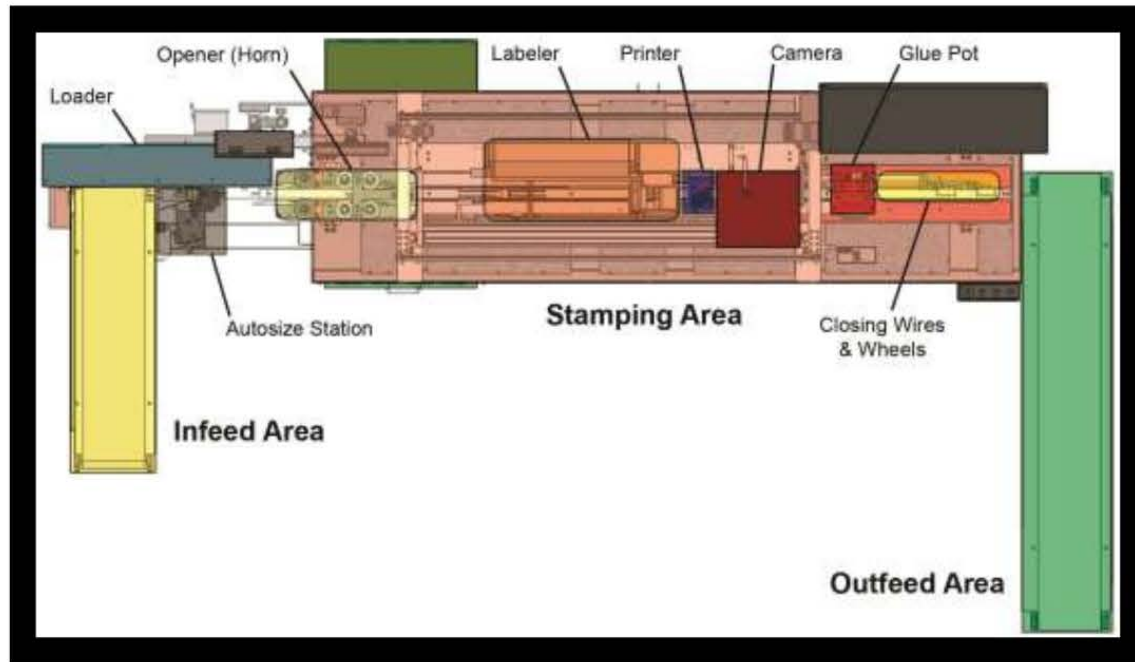 Opener (Horn)
Labeler
Printer
Camera
Glue Pot
Loader
Stamping Area
Autosize Station
Closing Wires
& Wheels
Infeed Area
Outfeed Area